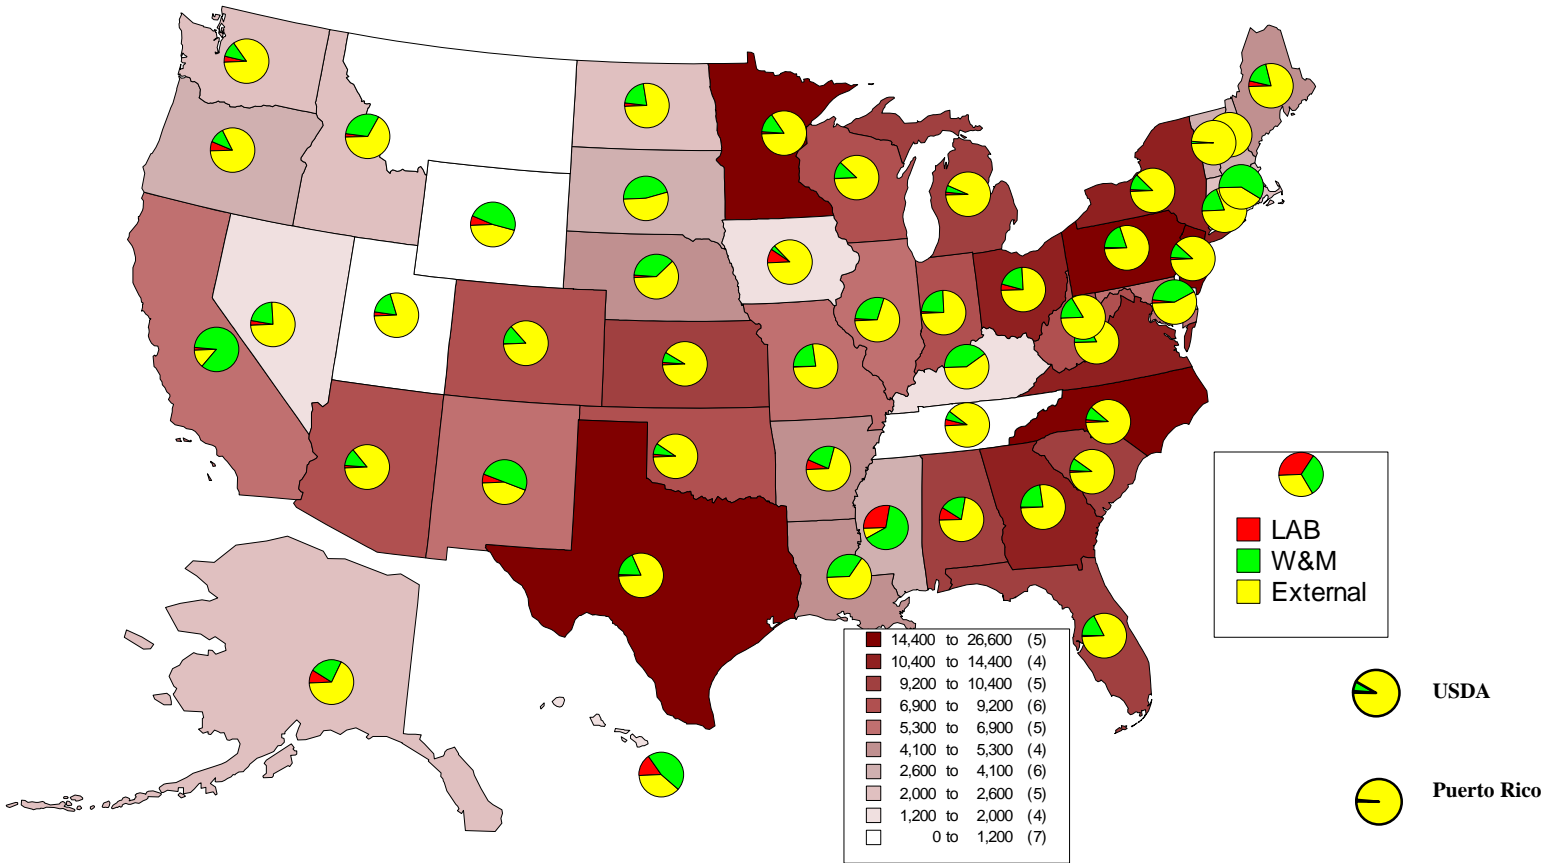 LAB
W&M
External
14,400 to 26,600 (5)
10,400 to 14,400 (4)
9,200 to 10,400 (5)
6,900 to 9,200 (6)
5,300 to 6,900 (5)
4,100 to 5,300 (4)
2,600 to 4,100 (6)
2,000 to 2,600 (5)
1,200 to 2,000 (4)
0 to 1,200 (7)
USDA
Puerto Rico